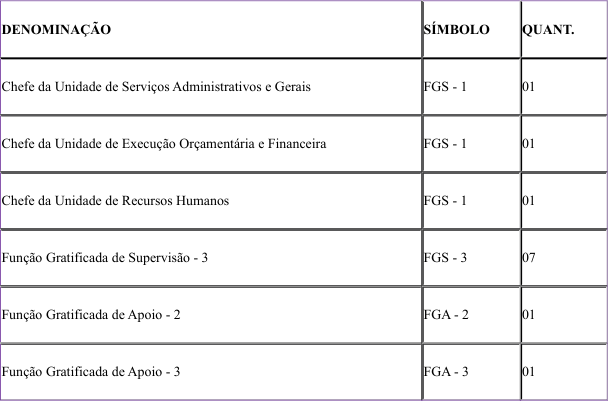 DENOMINAÇÃO SÍMBOLO QUANT.
Chefe da Unidade de Serviços Administrativos e Gerais FGS - 1 01
Chefe da Unidade de Execução Orçamentária e Financeira FGS - 1 01
Chefe da Unidade de Recursos Humanos FGS - 1 01
Função Gratificada de Supervisão - 3 FGS - 3 07
Função Gratificada de Apoio - 2 FGA - 2 01
Função Gratificada de Apoio - 3 FGA - 3 01